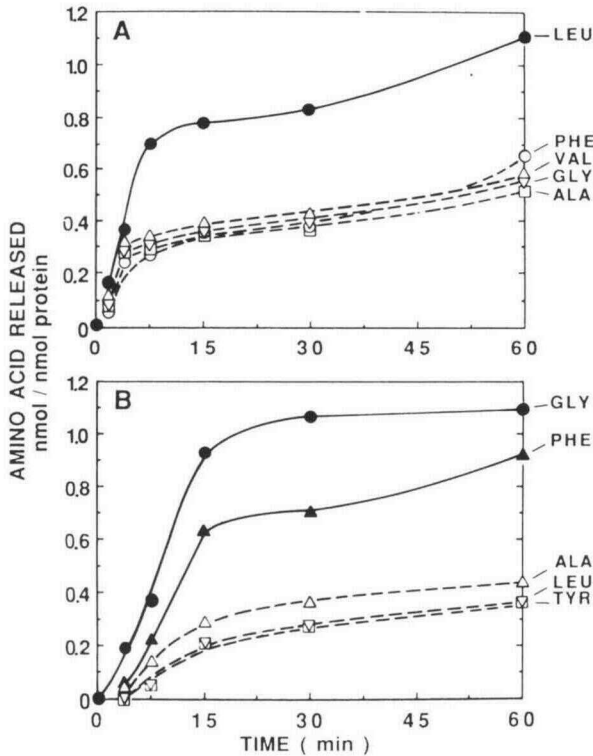 A
1.2
1.0
0.8
0.6
0.4
0.2
0
LEU
PHE
VAL
GLY
ALA
0 15 30 45 60
AMINO ACID RELEASED
nmol / nmol protein
B
1.2
1.0
0.8
0.6
0.4
0.2
0
GLY
PHE
ALA
LEU
TYR
0 15 30 45 60
TIME ( min )